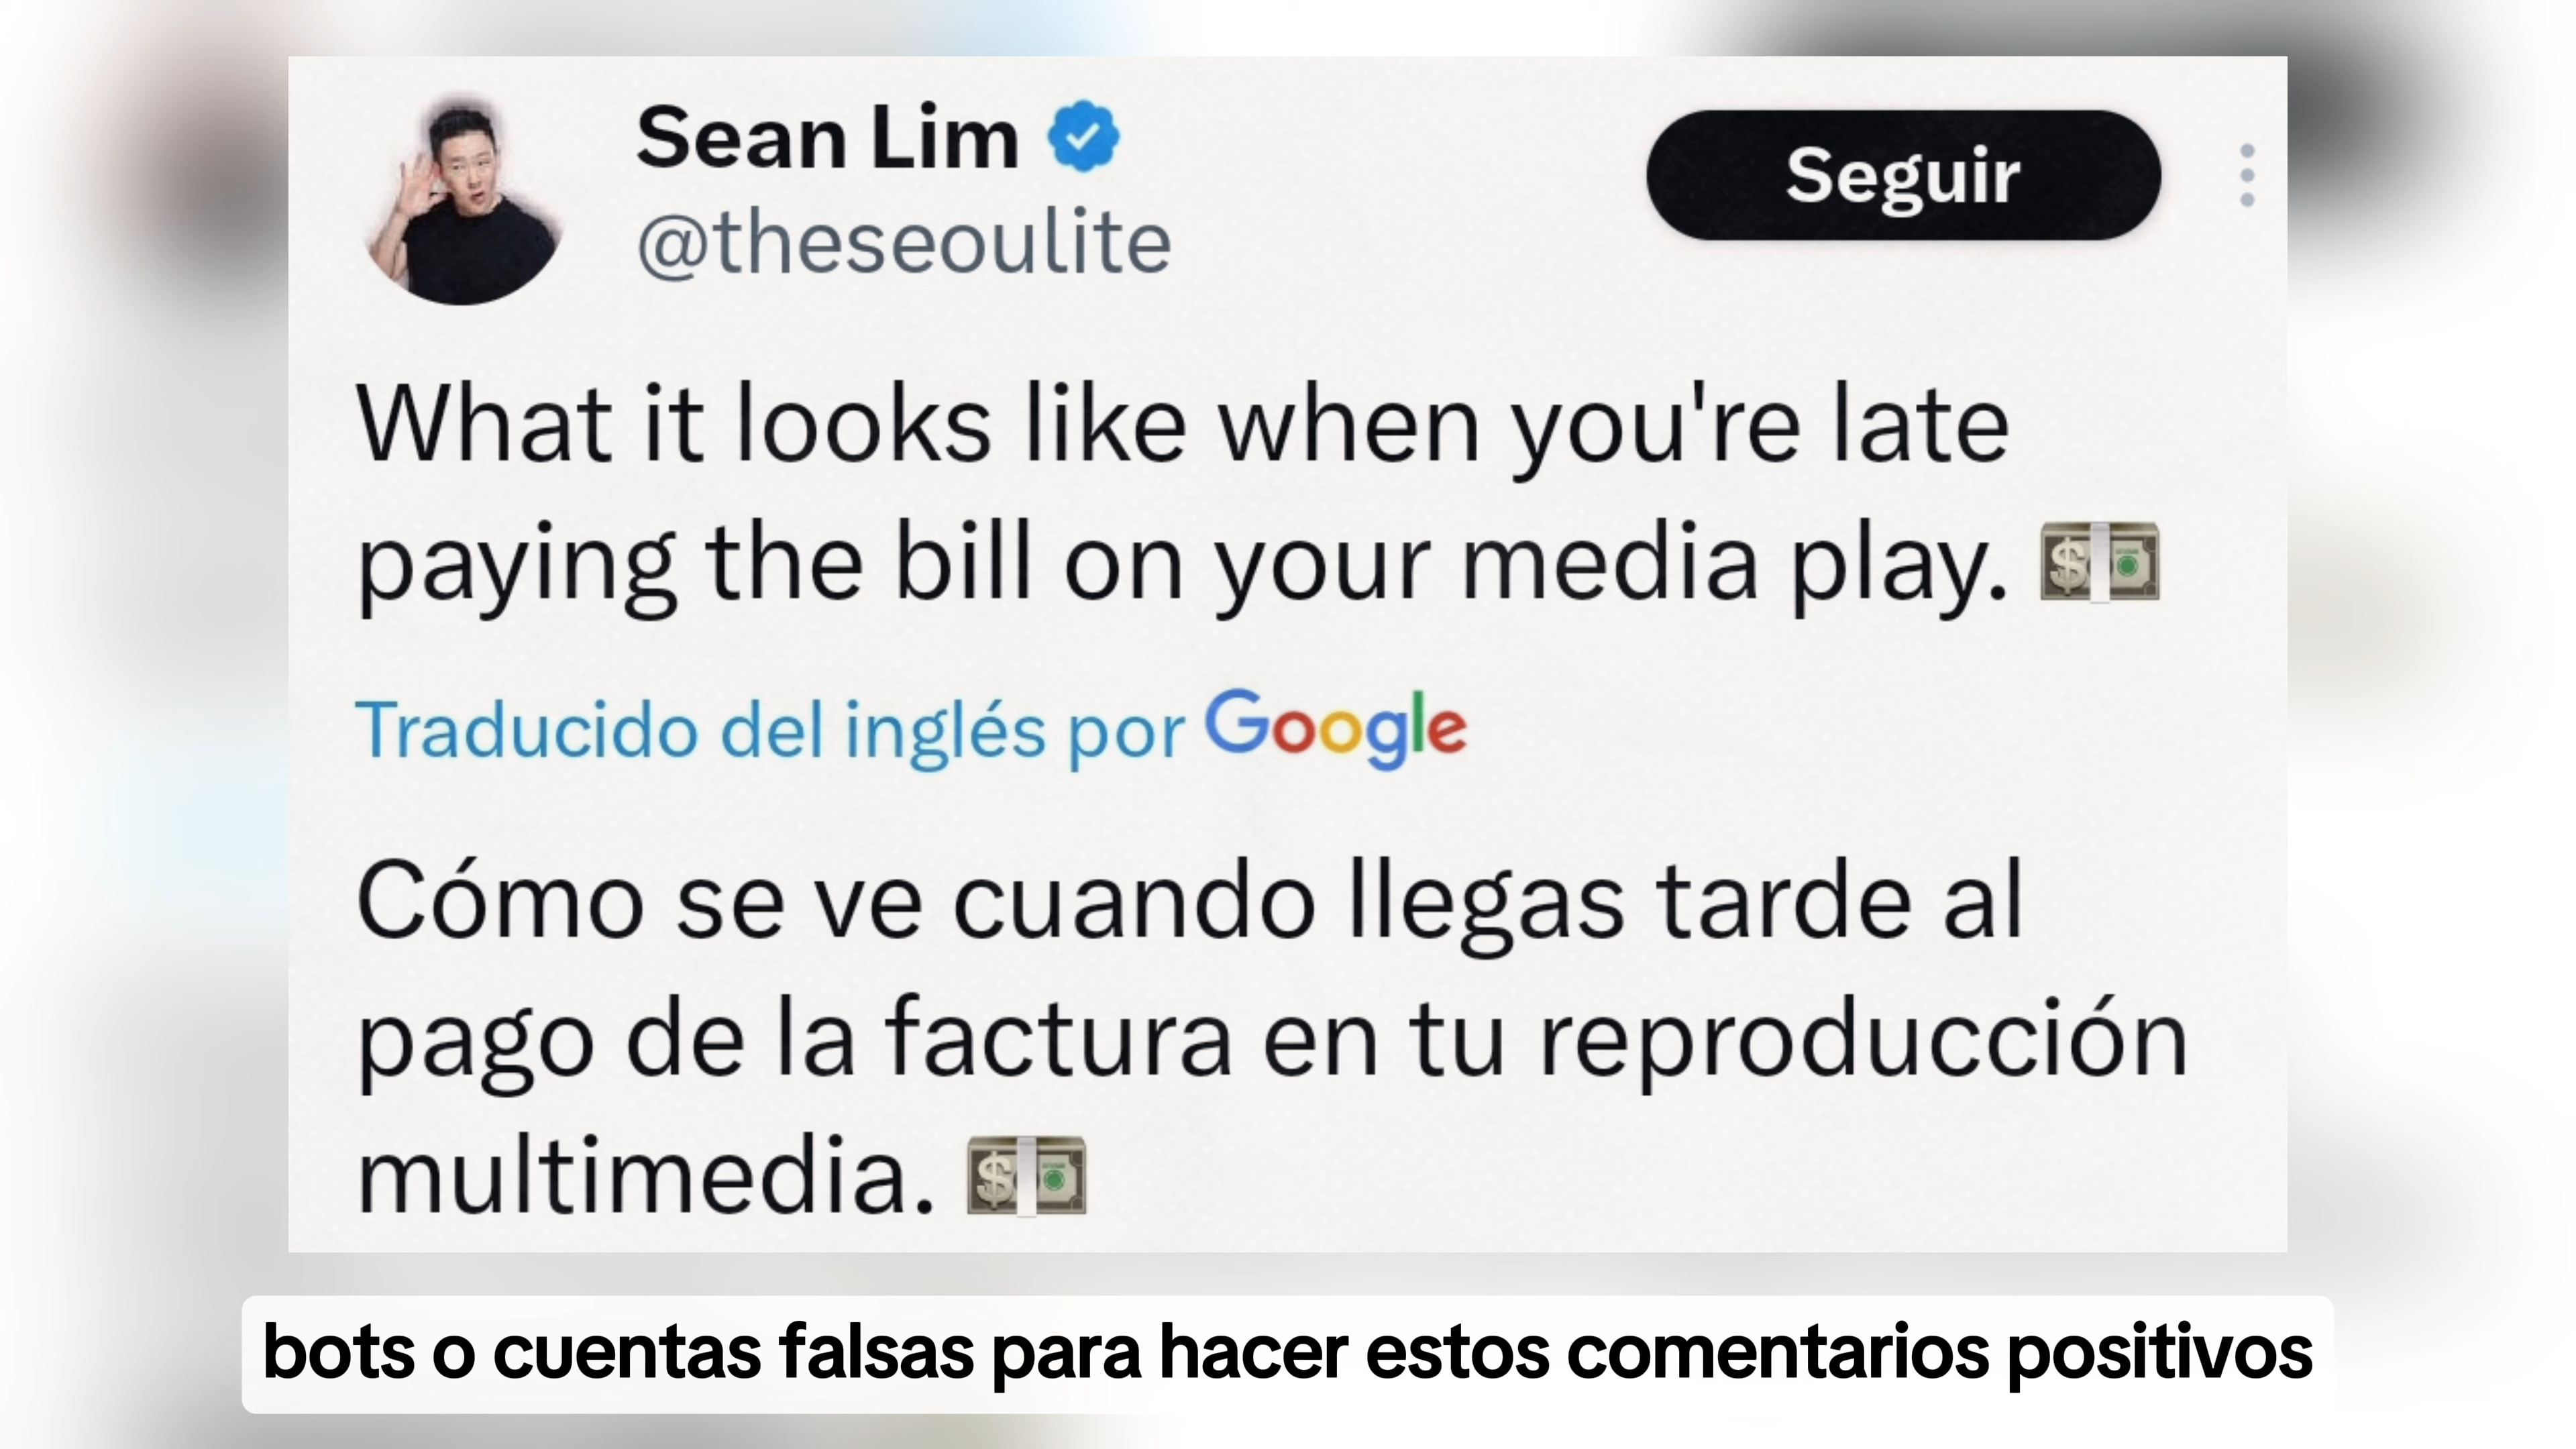 Sean Lim
@theseoulite
Seguir
What it looks like when you're late
paying the bill on your media play. 💵
Traducido del inglés por Google
Cómo se ve cuando llegas tarde al
pago de la factura en tu reproducción
multimedia. 💵
bots o cuentas falsas para hacer estos comentarios positivos